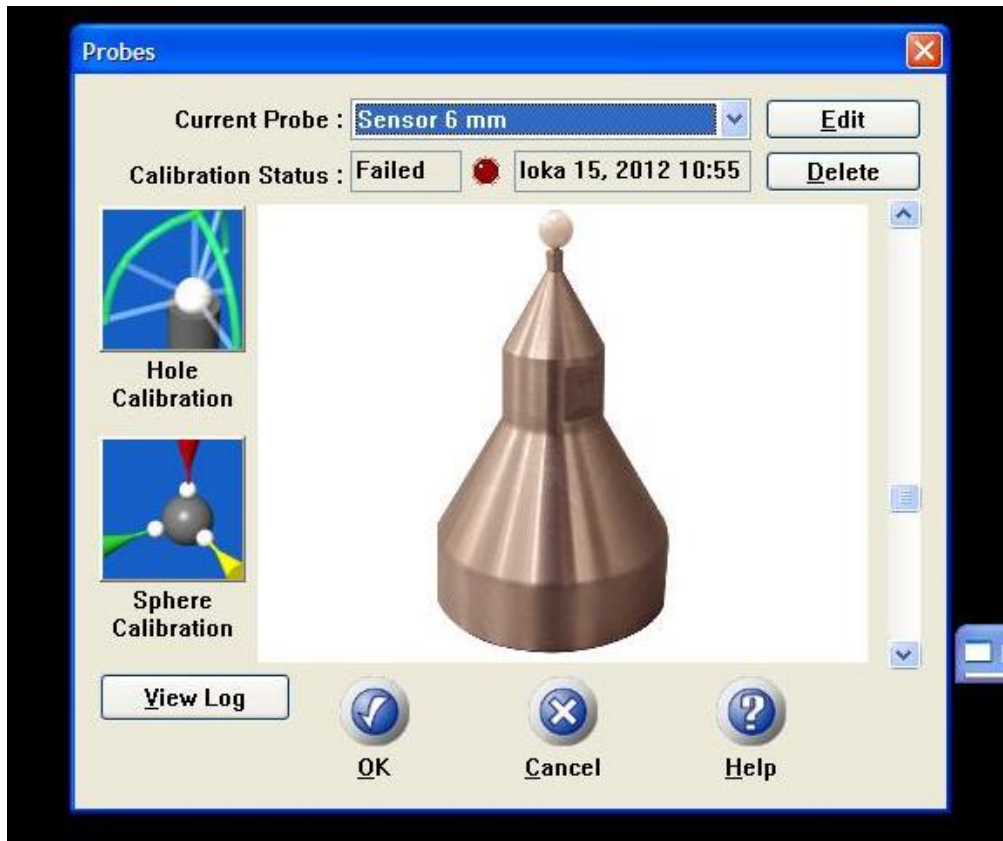 Probes
Current Probe : Sensor 6 mm Edit
Calibration Status : Failed loka 15, 2012 10:55 Delete
Hole
Calibration
Sphere
Calibration
View Log
OK Cancel Help